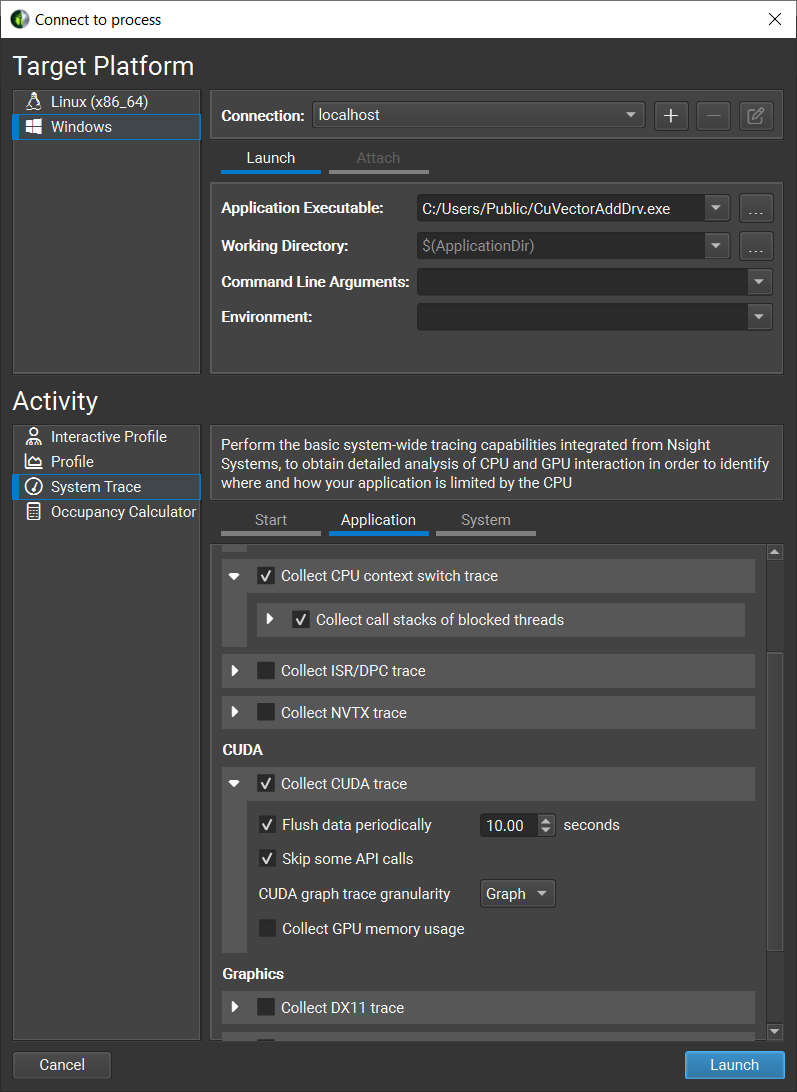 Connect to process
Target Platform
Linux (x86_64)
Windows
Connection: localhost
Launch Attach
Application Executable: C:/Users/Public/CuVectorAddDrv.exe ...
Working Directory: $(ApplicationDir) ...
Command Line Arguments:
Environment:
Activity
Interactive Profile
Profile
System Trace
Occupancy Calculator
Perform the basic system-wide tracing capabilities integrated from Nsight
Systems, to obtain detailed analysis of CPU and GPU interaction in order to identify
where and how your application is limited by the CPU
Start Application System
Collect CPU context switch trace
Collect call stacks of blocked threads
Collect ISR/DPC trace
Collect NVTX trace
CUDA
Collect CUDA trace
Flush data periodically 10.00 seconds
Skip some API calls
CUDA graph trace granularity Graph
Collect GPU memory usage
Graphics
Collect DX11 trace
Cancel Launch